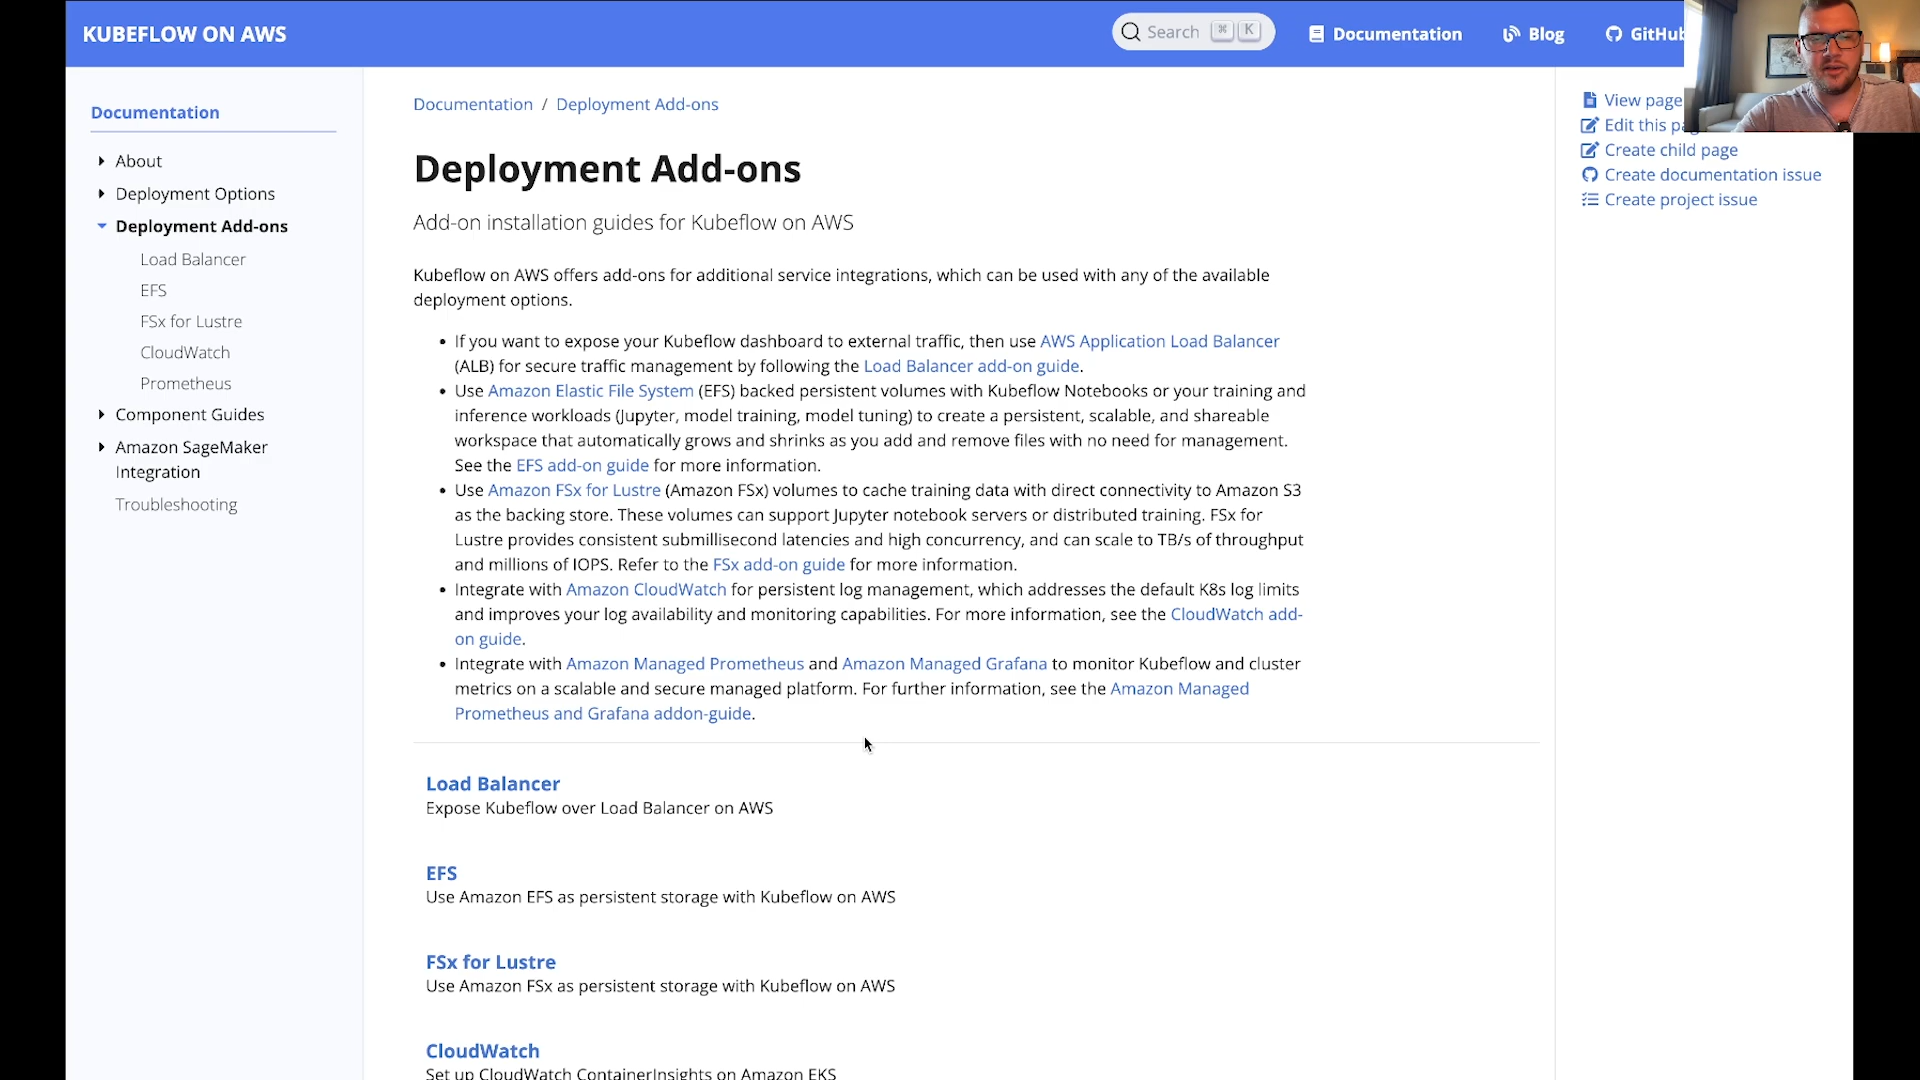 KUBEFLOW ON AWS
Search ⌘ K
Documentation
Blog
GitHub
Documentation
About
Deployment Options
Deployment Add-ons
Load Balancer
EFS
FSx for Lustre
CloudWatch
Prometheus
Component Guides
Amazon SageMaker
Integration
Troubleshooting
Documentation / Deployment Add-ons
Deployment Add-ons
Add-on installation guides for Kubeflow on AWS
Kubeflow on AWS offers add-ons for additional service integrations, which can be used with any of the available
deployment options.
• If you want to expose your Kubeflow dashboard to external traffic, then use AWS Application Load Balancer
(ALB) for secure traffic management by following the Load Balancer add-on guide.
• Use Amazon Elastic File System (EFS) backed persistent volumes with Kubeflow Notebooks or your training and
inference workloads (Jupyter, model training, model tuning) to create a persistent, scalable, and shareable
workspace that automatically grows and shrinks as you add and remove files with no need for management.
See the EFS add-on guide for more information.
• Use Amazon FSx for Lustre (Amazon FSx) volumes to cache training data with direct connectivity to Amazon S3
as the backing store. These volumes can support Jupyter notebook servers or distributed training. FSx for
Lustre provides consistent submillisecond latencies and high concurrency, and can scale to TB/s of throughput
and millions of IOPS. Refer to the FSx add-on guide for more information.
• Integrate with Amazon CloudWatch for persistent log management, which addresses the default K8s log limits
and improves your log availability and monitoring capabilities. For more information, see the CloudWatch add-
on guide.
• Integrate with Amazon Managed Prometheus and Amazon Managed Grafana to monitor Kubeflow and cluster
metrics on a scalable and secure managed platform. For further information, see the Amazon Managed
Prometheus and Grafana addon-guide.
Load Balancer
Expose Kubeflow over Load Balancer on AWS
EFS
Use Amazon EFS as persistent storage with Kubeflow on AWS
FSx for Lustre
Use Amazon FSx as persistent storage with Kubeflow on AWS
CloudWatch
Set up CloudWatch ContainerInsights on Amazon EKS
View page
Edit this
Create child page
Create documentation issue
Create project issue